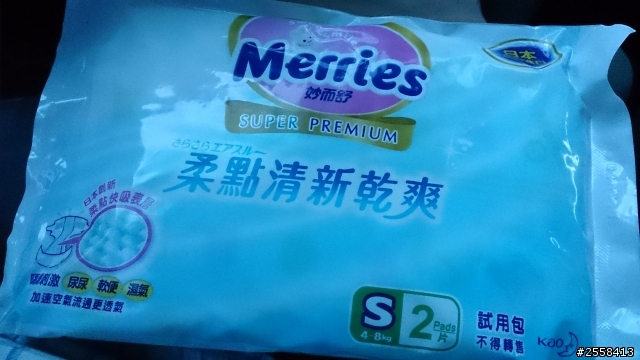 Merries
日本
妙而舒
SUPER PREMIUM
さらさらエアスルー
柔點清新乾爽
日本創新
柔點快吸表層
尿尿 軟便 濕氣
加速空氣流通更透氣
S
4-8kg
2
Pads
片
試用包
不得轉售
Kao
#2558413